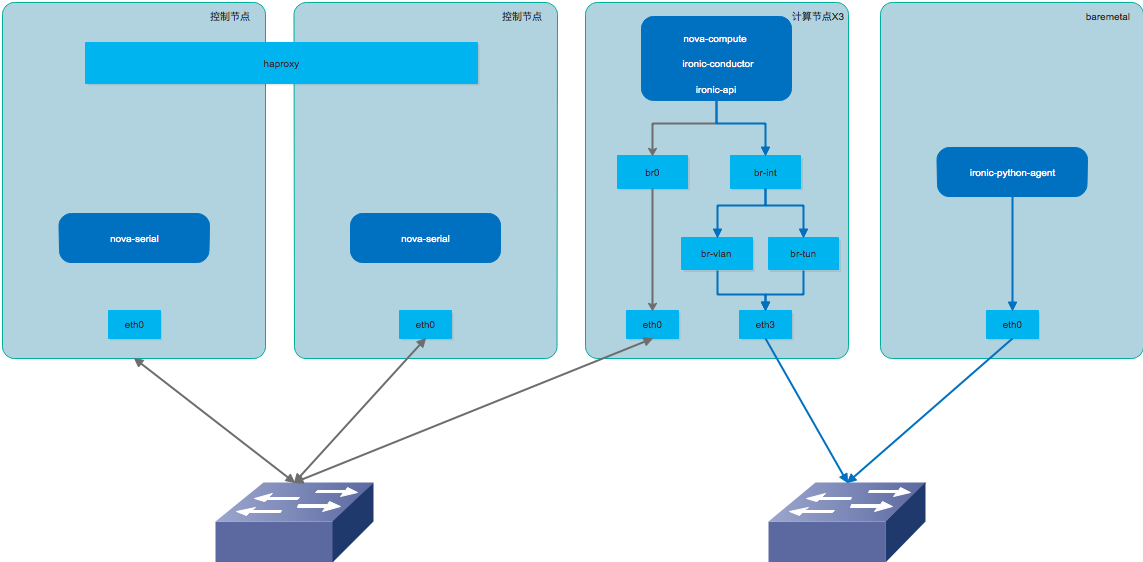 控制节点
haproxy
nova-serial
eth0
控制节点
nova-serial
eth0
计算节点X3
nova-compute
ironic-conductor
ironic-api
br0
br-int
br-vlan
br-tun
eth0
eth3
baremetal
ironic-python-agent
eth0